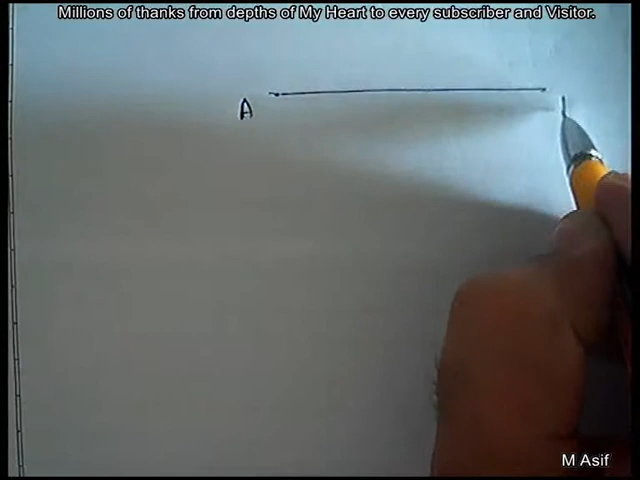 Millions of thanks from depths of My Heart to every subscriber and Visitor.
A
M Asif